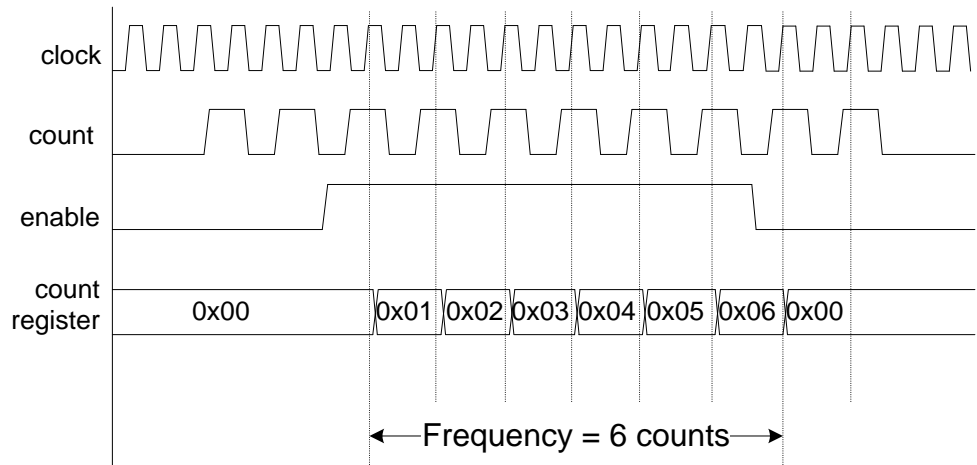 clock
count
enable
count
register
0x00 0x01 0x02 0x03 0x04 0x05 0x06 0x00
Frequency = 6 counts